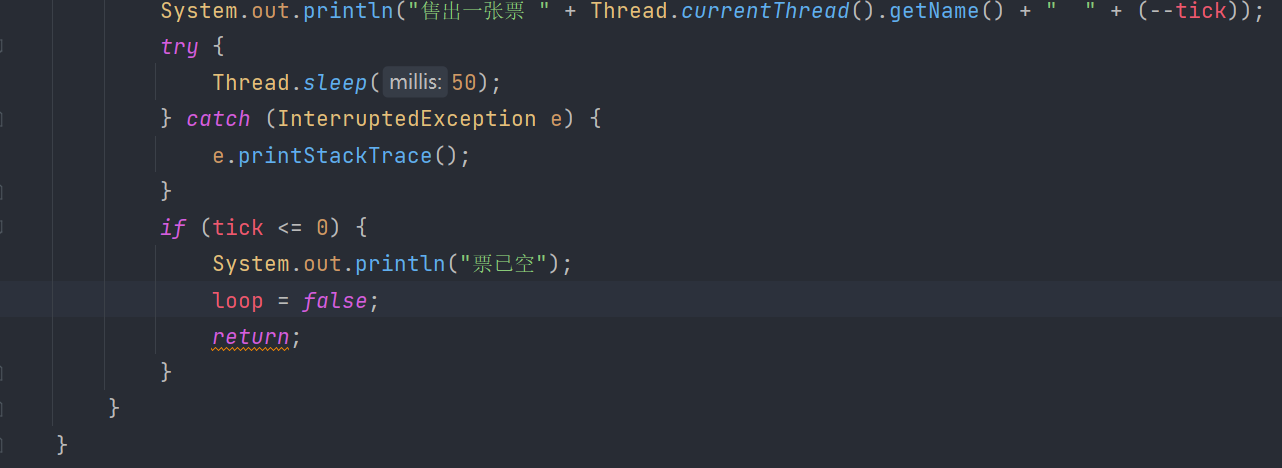 System.out.println("售出一张票 " + Thread.currentThread().getName() + "  " + (--tick));
try {
Thread.sleep(millis: 50);
} catch (InterruptedException e) {
e.printStackTrace();
}
if (tick <= 0) {
System.out.println("票已空");
loop = false;
return;
}
}
}